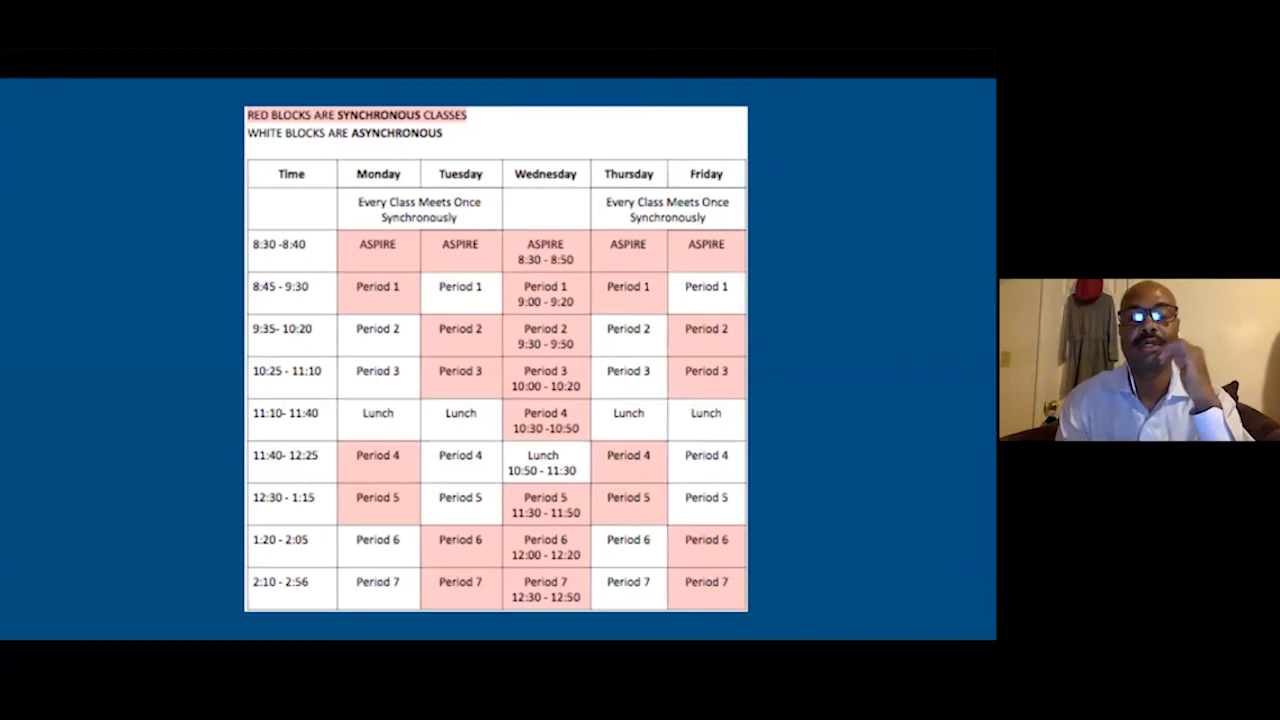 RED BLOCKS ARE SYNCHRONOUS CLASSES
WHITE BLOCKS ARE ASYNCHRONOUS
Time Monday Tuesday Wednesday Thursday Friday
Every Class Meets Once Every Class Meets Once
Synchronously Synchronously
8:30 -8:40 ASPIRE ASPIRE ASPIRE ASPIRE ASPIRE
8:30 - 8:50
8:45 - 9:30 Period 1 Period 1 Period 1 Period 1 Period 1
9:00 - 9:20
9:35- 10:20 Period 2 Period 2 Period 2 Period 2 Period 2
9:30 - 9:50
10:25 - 11:10 Period 3 Period 3 Period 3 Period 3 Period 3
10:00 - 10:20
11:10- 11:40 Lunch Lunch Period 4 Lunch Lunch
10:30 -10:50
11:40- 12:25 Period 4 Period 4 Lunch Period 4 Period 4
10:50 - 11:30
12:30 - 1:15 Period 5 Period 5 Period 5 Period 5 Period 5
11:30 - 11:50
1:20 - 2:05 Period 6 Period 6 Period 6 Period 6 Period 6
12:00 - 12:20
2:10 - 2:56 Period 7 Period 7 Period 7 Period 7 Period 7
12:30 - 12:50